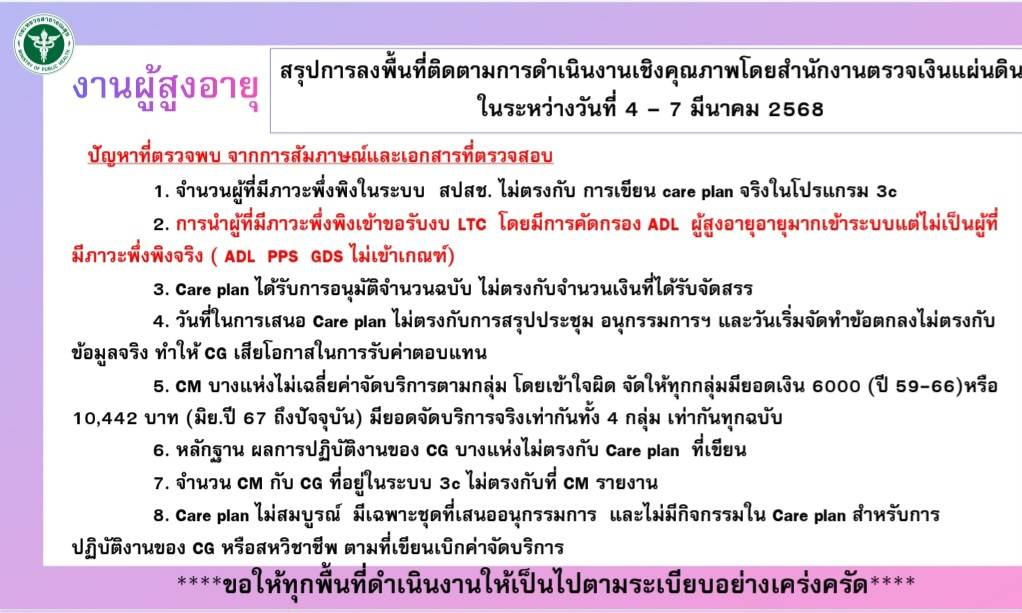 กระทรวงสาธารณสุข
MINISTRY OF PUBLIC HEALTH
งานผู้สูงอายุ
สรุปการลงพื้นที่ติดตามการดำเนินงานเชิงคุณภาพโดยสำนักงานตรวจเงินแผ่นดิน
ในระหว่างวันที่ 4 – 7 มีนาคม 2568
ปัญหาที่ตรวจพบ จากการสัมภาษณ์และเอกสารที่ตรวจสอบ
1. จำนวนผู้ที่มีภาวะพึ่งพิงในระบบ สปสช. ไม่ตรงกับ การเขียน care plan จริงในโปรแกรม 3c
2. การนำผู้ที่มีภาวะพึ่งพิงเข้าขอรับงบ LTC โดยมีการคัดกรอง ADL ผู้สูงอายุอายุมากเข้าระบบแต่ไม่เป็นผู้ที่
มีภาวะพึ่งพิงจริง ( ADL PPS GDS ไม่เข้าเกณฑ์)
3. Care plan ได้รับการอนุมัติจำนวนฉบับ ไม่ตรงกับจำนวนเงินที่ได้รับจัดสรร
4. วันที่ในการเสนอ Care plan ไม่ตรงกับการสรุปประชุม อนุกรรมการฯ และวันเริ่มจัดทำข้อตกลงไม่ตรงกับ
ข้อมูลจริง ทำให้ CG เสียโอกาสในการรับค่าตอบแทน
5. CM บางแห่งไม่เฉลี่ยค่าจัดบริการตามกลุ่ม โดยเข้าใจผิด จัดให้ทุกกลุ่มมียอดเงิน 6000 (ปี 59-66)หรือ
10,442 บาท (มิย.ปี 67 ถึงปัจจุบัน) มียอดจัดบริการจริงเท่ากันทั้ง 4 กลุ่ม เท่ากันทุกฉบับ
6. หลักฐาน ผลการปฏิบัติงานของ CG บางแห่งไม่ตรงกับ Care plan ที่เขียน
7. จำนวน CM กับ CG ที่อยู่ในระบบ 3c ไม่ตรงกับที่ CM รายงาน
8. Care plan ไม่สมบูรณ์ มีเฉพาะชุดที่เสนออนุกรรมการ และไม่มีกิจกรรมใน Care plan สำหรับการ
ปฏิบัติงานของ CG หรือสหวิชาชีพ ตามที่เขียนเบิกค่าจัดบริการ
****ขอให้ทุกพื้นที่ดำเนินงานให้เป็นไปตามระเบียบอย่างเคร่งครัด****